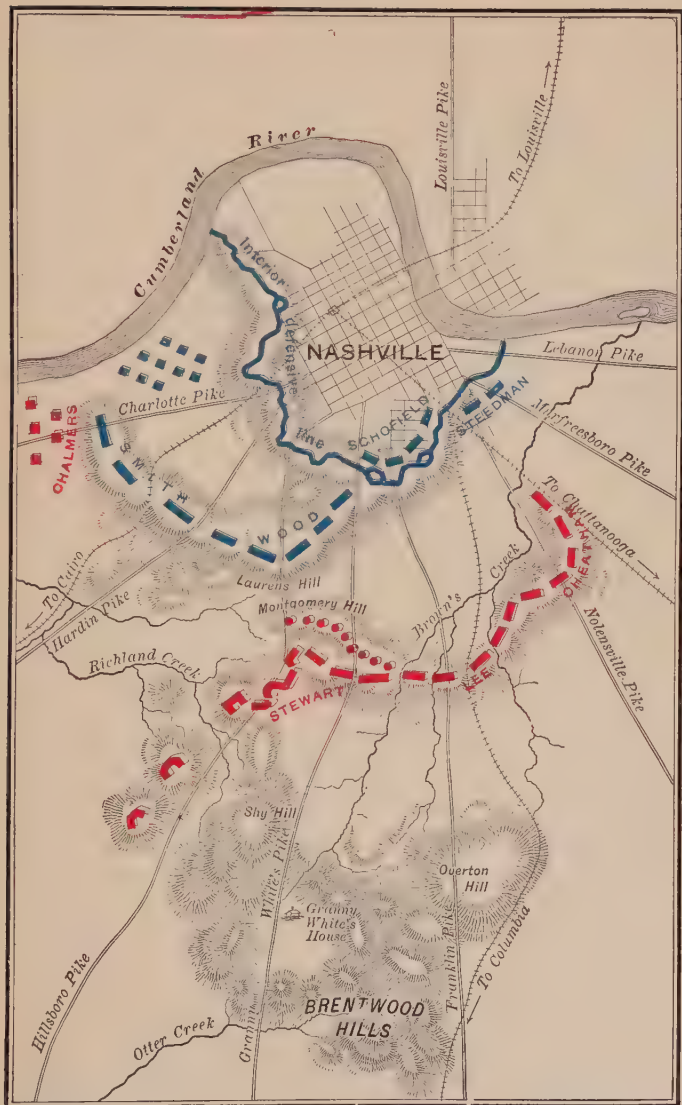 Cumberland River
Louisville Pike
To Louisville
Interior defensive line
NASHVILLE
Lebanon Pike
Murfreesboro Pike
Charlotte Pike
CHALMERS
SCHOFIELD
STEEDMAN
SMITH
WOOD
To Chattanooga
CHEATHAM
Laurens Hill
To Cairo
Hardin Pike
Montgomery Hill
Brown's Creek
Richland Creek
Nolensville Pike
STEWART
LEE
Shy Hill
Overton Hill
Granny White's Pike
Granny
White's
House
Franklin Pike
To Columbia
Hillsboro Pike
BRENTWOOD
HILLS
Otter Creek